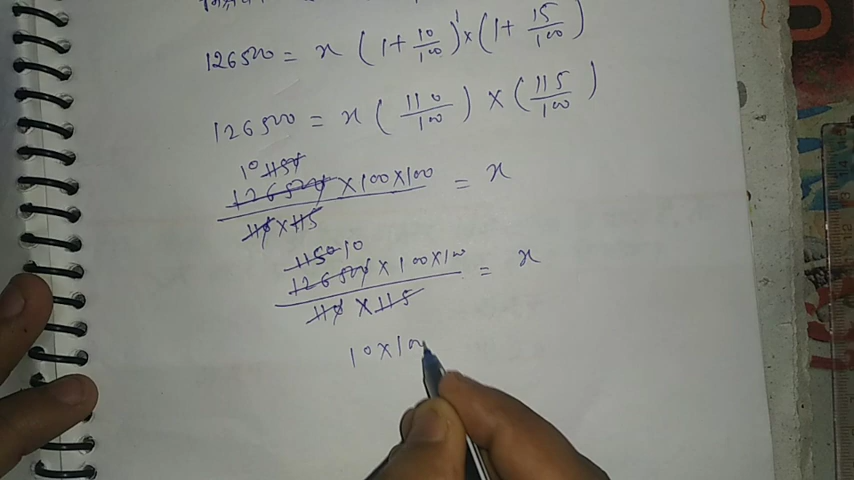 126500 = x (1 + 10/100)¹ × (1 + 15/100)
126500 = x (110/100) × (115/100)
10 1150
126500 × 100 × 100 / 110 × 115 = x
1150 10
126500 × 100 × 100 / 110 × 115 = x
10 × 100